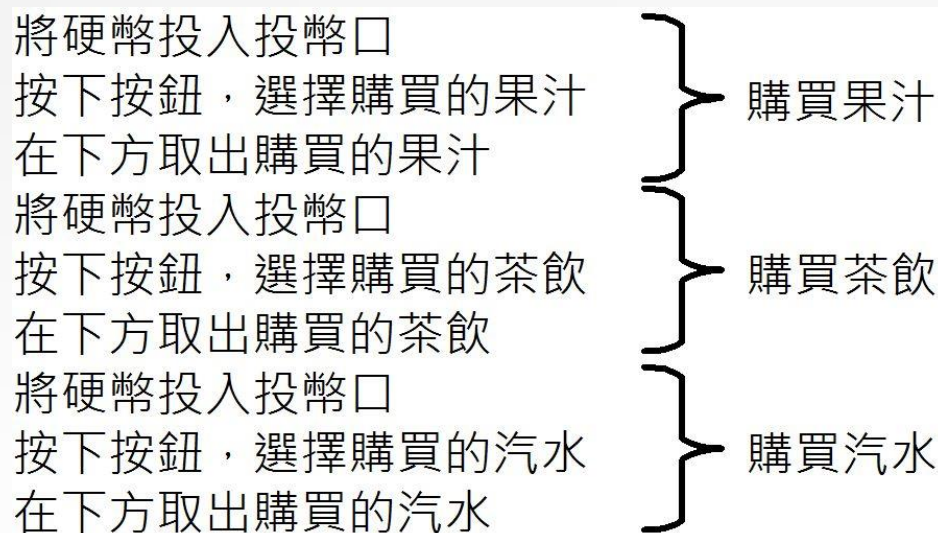 將硬幣投入投幣口
按下按鈕，選擇購買的果汁
在下方取出購買的果汁
購買果汁
將硬幣投入投幣口
按下按鈕，選擇購買的茶飲
在下方取出購買的茶飲
購買茶飲
將硬幣投入投幣口
按下按鈕，選擇購買的汽水
在下方取出購買的汽水
購買汽水